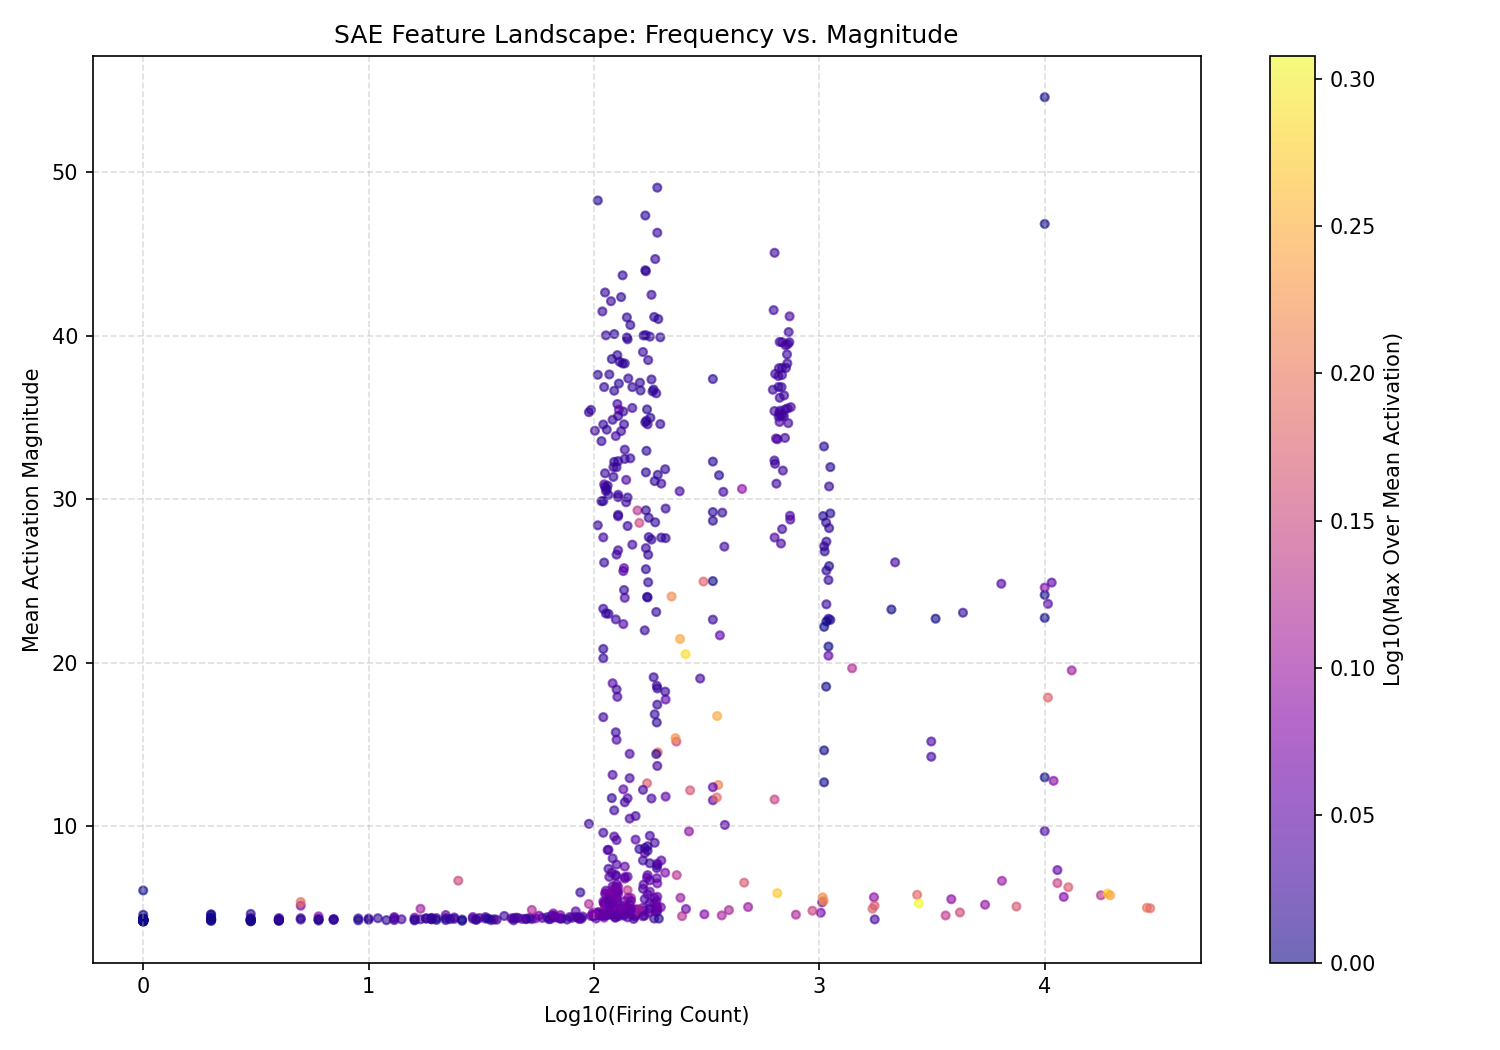 SAE Feature Landscape: Frequency vs. Magnitude
50
40
30
20
10
Mean Activation Magnitude
0 1 2 3 4
Log10(Firing Count)
0.30
0.25
0.20
0.15
0.10
0.05
0.00
Log10(Max Over Mean Activation)